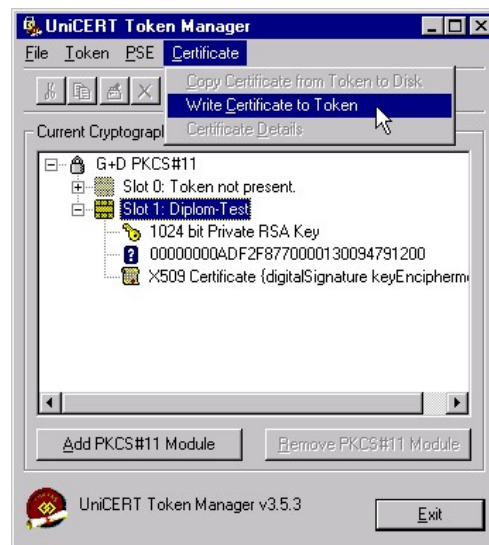 UniCERT Token Manager
File Token PSE Certificate
Copy Certificate from Token to Disk
Write Certificate to Token
Certificate Details
Current Cryptograpl
G+D PKCS#11
Slot 0: Token not present.
Slot 1: Diplom-Test
1024 bit Private RSA Key
00000000ADF2F8770000130094791200
X509 Certificate {digitalSignature keyEnciphermo
Add PKCS#11 Module
Remove PKCS#11 Module
UniCERT Token Manager v3.5.3
Exit